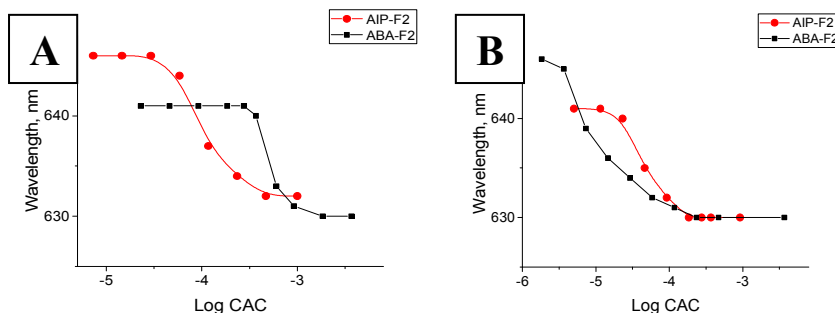 A
AIP-F2
ABA-F2
Wavelength, nm
640
630
-5
-4
-3
Log CAC
B
AIP-F2
ABA-F2
Wavelength, nm
640
630
-6
-5
-4
-3
-2
Log CAC